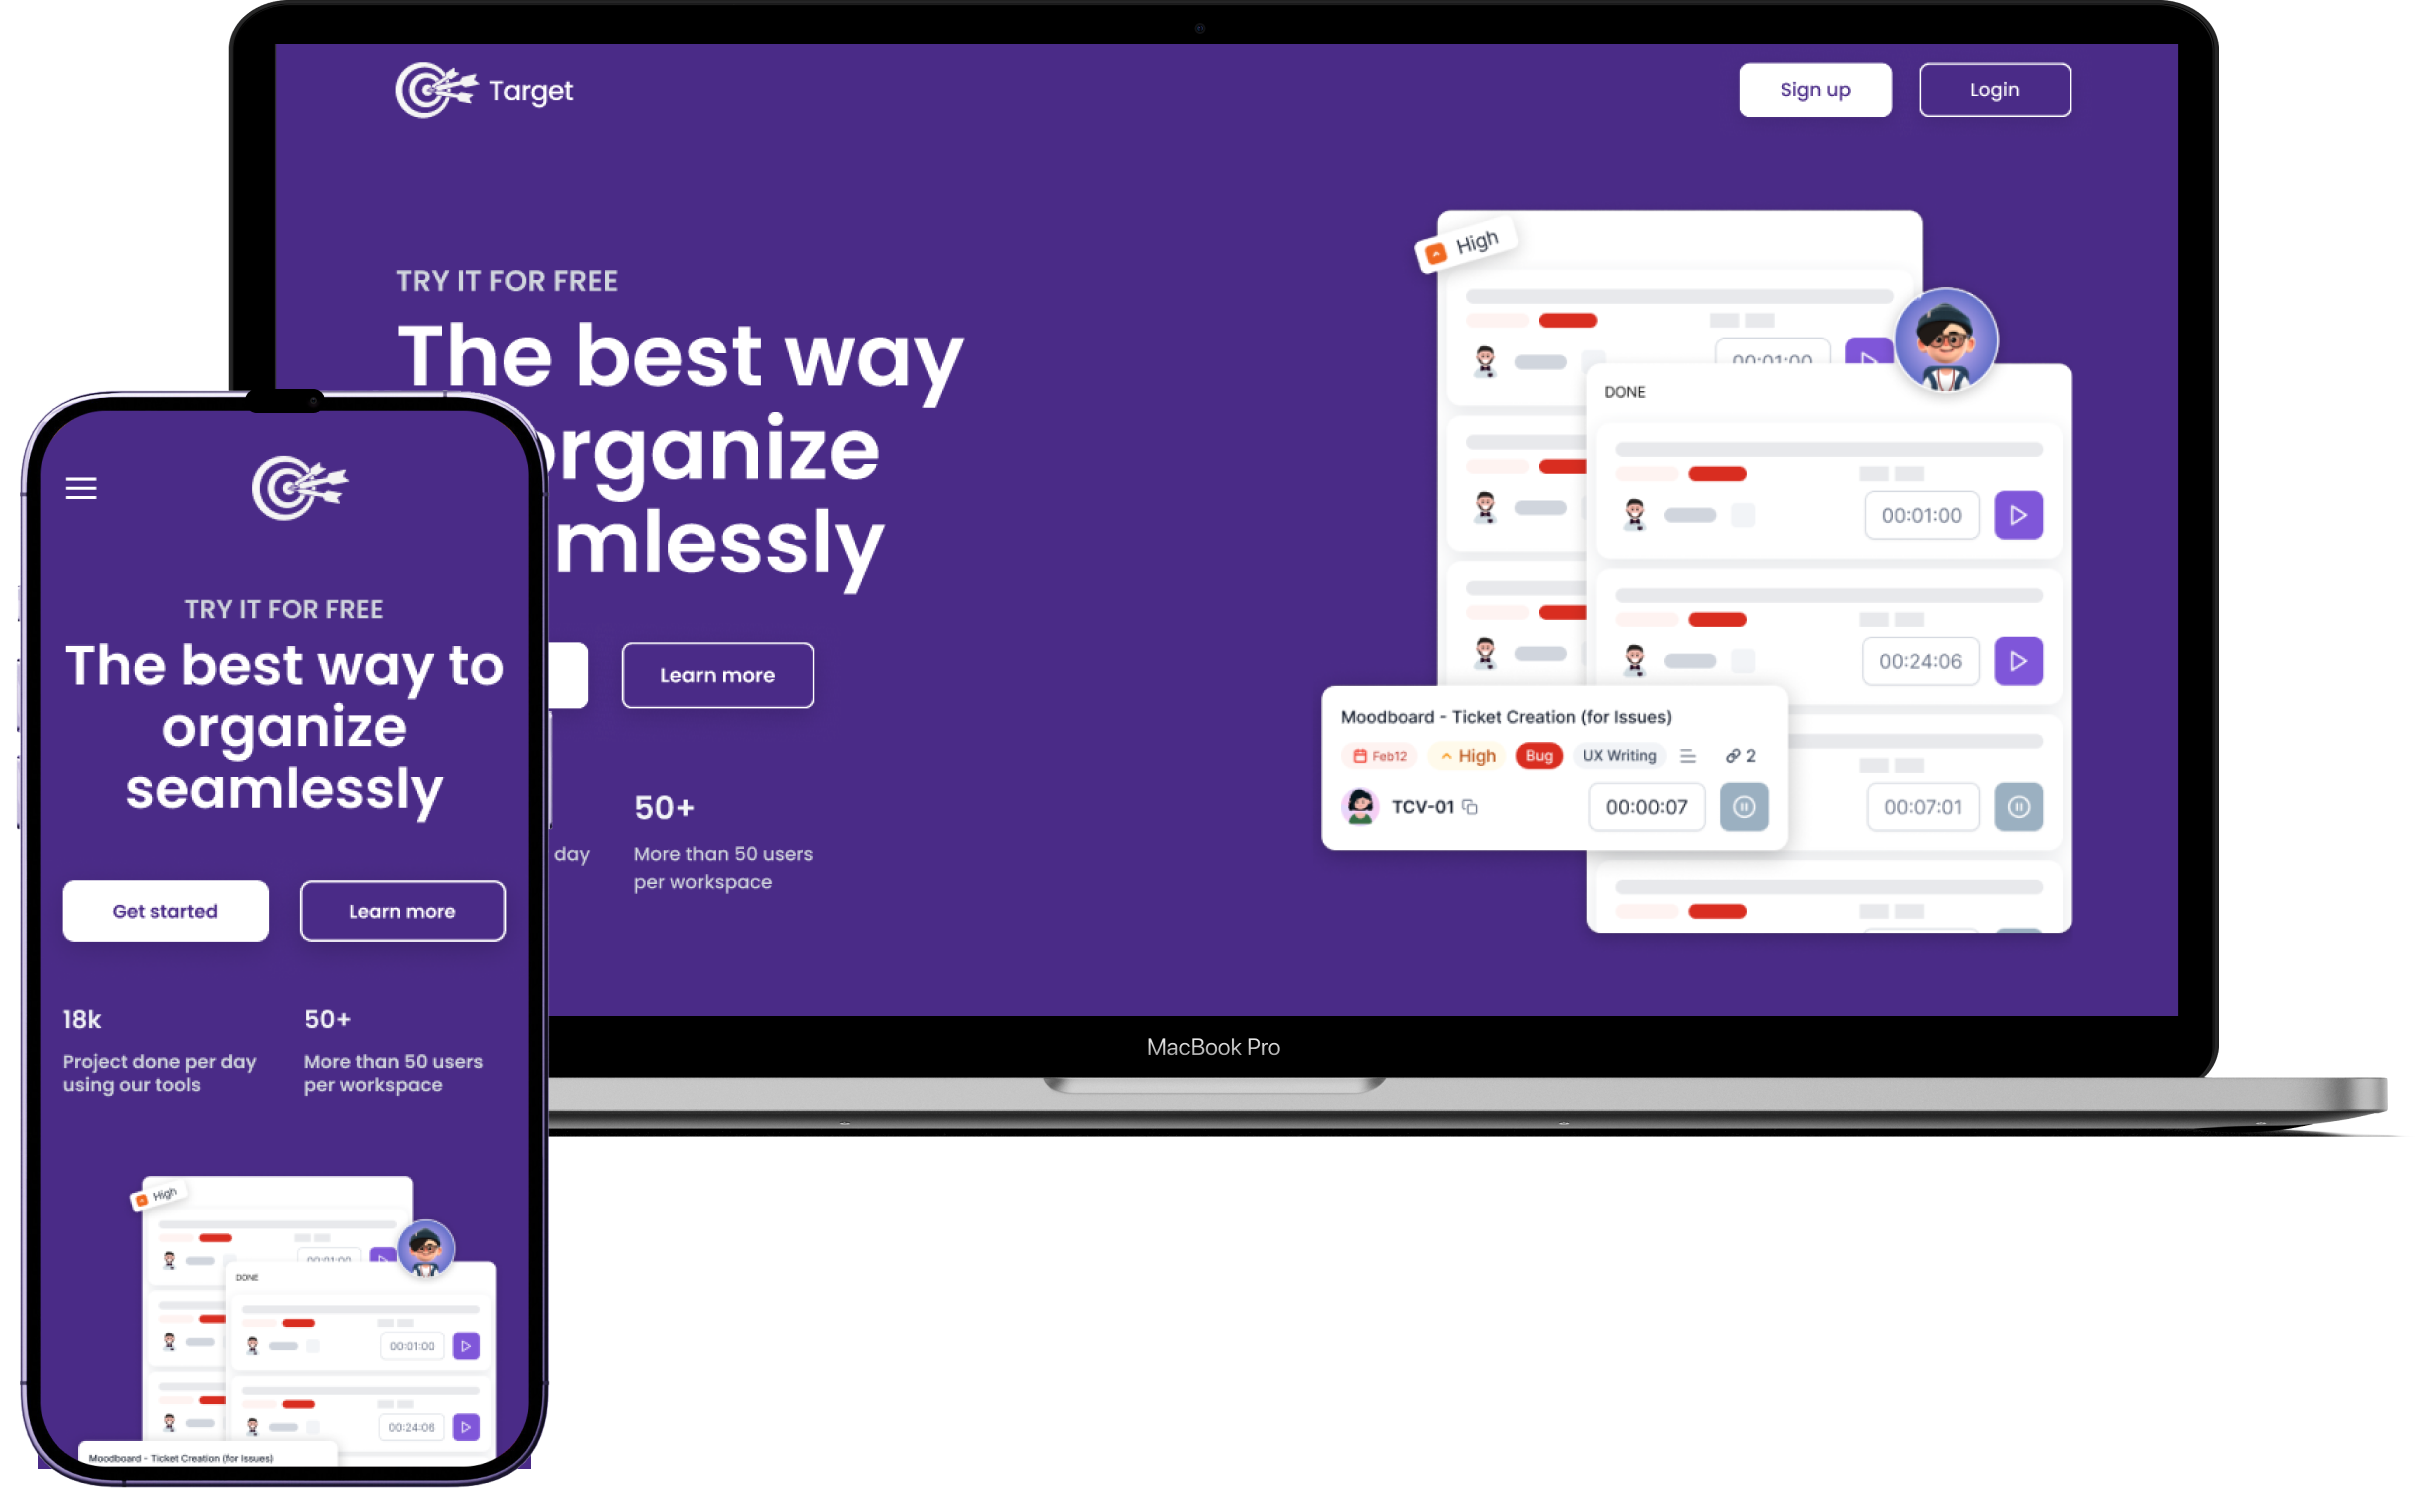 Target
Sign up
Login
TRY IT FOR FREE
The best way
organize
mlessly
Learn more
50+
day
More than 50 users
per workspace
High
00:01:00
DONE
00:01:00
00:24:06
00:07:01
Moodboard - Ticket Creation (for Issues)
Feb12
High
Bug
UX Writing
2
TCV-01
00:00:07
MacBook Pro
TRY IT FOR FREE
The best way to
organize
seamlessly
Get started
Learn more
18k
50+
Project done per day
using our tools
More than 50 users
per workspace
High
00:01:00
DONE
00:01:00
00:24:06
Moodboard - Ticket Creation (for Issues)